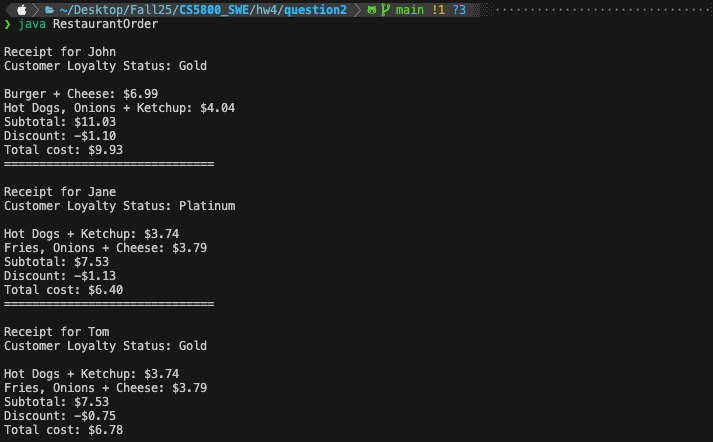 ~/Desktop/Fall25/CS5800_SWE/hw4/question2 main !1 ?3
❯ java RestaurantOrder
Receipt for John
Customer Loyalty Status: Gold
Burger + Cheese: $6.99
Hot Dogs, Onions + Ketchup: $4.04
Subtotal: $11.03
Discount: -$1.10
Total cost: $9.93
==============================
Receipt for Jane
Customer Loyalty Status: Platinum
Hot Dogs + Ketchup: $3.74
Fries, Onions + Cheese: $3.79
Subtotal: $7.53
Discount: -$1.13
Total cost: $6.40
==============================
Receipt for Tom
Customer Loyalty Status: Gold
Hot Dogs + Ketchup: $3.74
Fries, Onions + Cheese: $3.79
Subtotal: $7.53
Discount: -$0.75
Total cost: $6.78